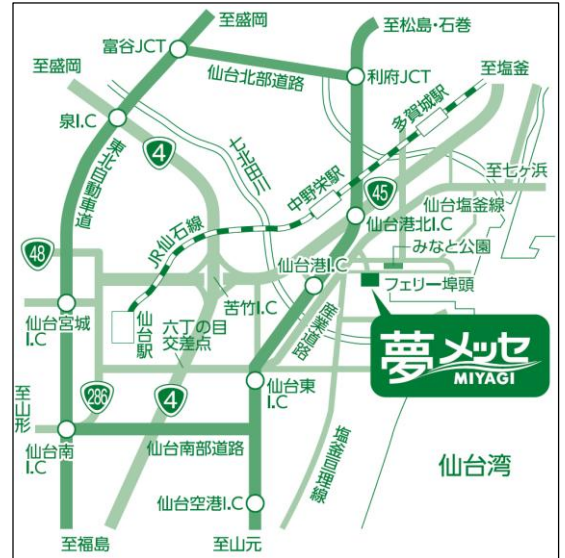 至盛岡
至松島・石巻
富谷JCT
仙台北部道路
利府JCT
至盛岡
至塩釜
多賀城駅
泉I.C
4
七北田川
中野栄駅
至七ヶ浜
東北自動車道
45
仙台塩釜線
JR仙石線
仙台港北I.C
みなと公園
48
仙台港I.C
フェリー埠頭
苦竹I.C
産業道路
仙台宮城
I.C
仙台駅
六丁の目
交差点
夢メッセ
MIYAGI
仙台東
I.C
至山形
286
4
仙台南
I.C
仙台南部道路
塩釜亘理線
仙台湾
仙台空港I.C
至福島
至山元